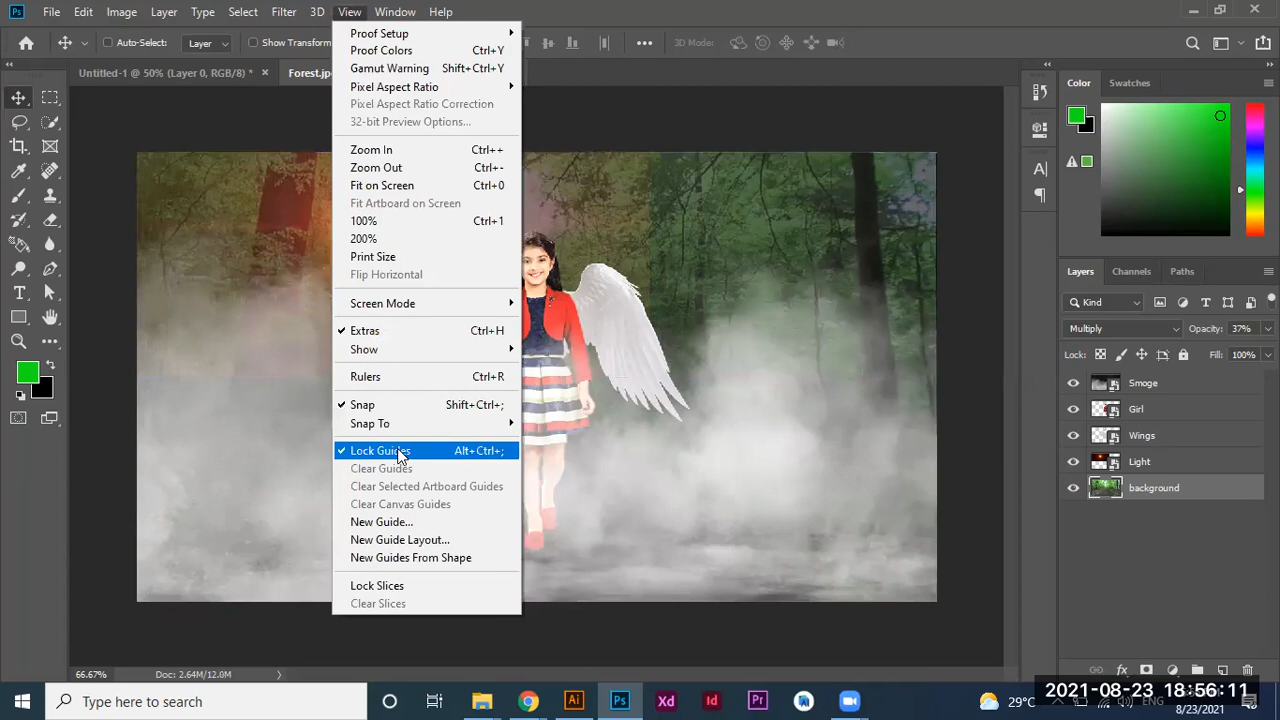 Ps File Edit Image Layer Type Select Filter 3D View Window Help
Auto-Select: Layer Show Transform 3D Mode:
Untitled-1 @ 50% (Layer 0, RGB/8) * × Forest.jp
Proof Setup
Proof Colors Ctrl+Y
Gamut Warning Shift+Ctrl+Y
Pixel Aspect Ratio
Pixel Aspect Ratio Correction
32-bit Preview Options...
Zoom In Ctrl++
Zoom Out Ctrl+-
Fit on Screen Ctrl+0
Fit Artboard on Screen
100% Ctrl+1
200%
Print Size
Flip Horizontal
Screen Mode
Extras Ctrl+H
Show
Rulers Ctrl+R
Snap Shift+Ctrl+;
Snap To
Lock Guides Alt+Ctrl+;
Clear Guides
Clear Selected Artboard Guides
Clear Canvas Guides
New Guide...
New Guide Layout...
New Guides From Shape
Lock Slices
Clear Slices
Color Swatches
Layers Channels Paths
Kind
Multiply Opacity: 37%
Lock: Fill: 100%
Smoge
Girl
Wings
Light
background
66.67% Doc: 2.64M/12.0M
Type here to search
Ai Ps Xd Id Pr
29°C ENG
2021-08-23 18:56:11
8/23/2021